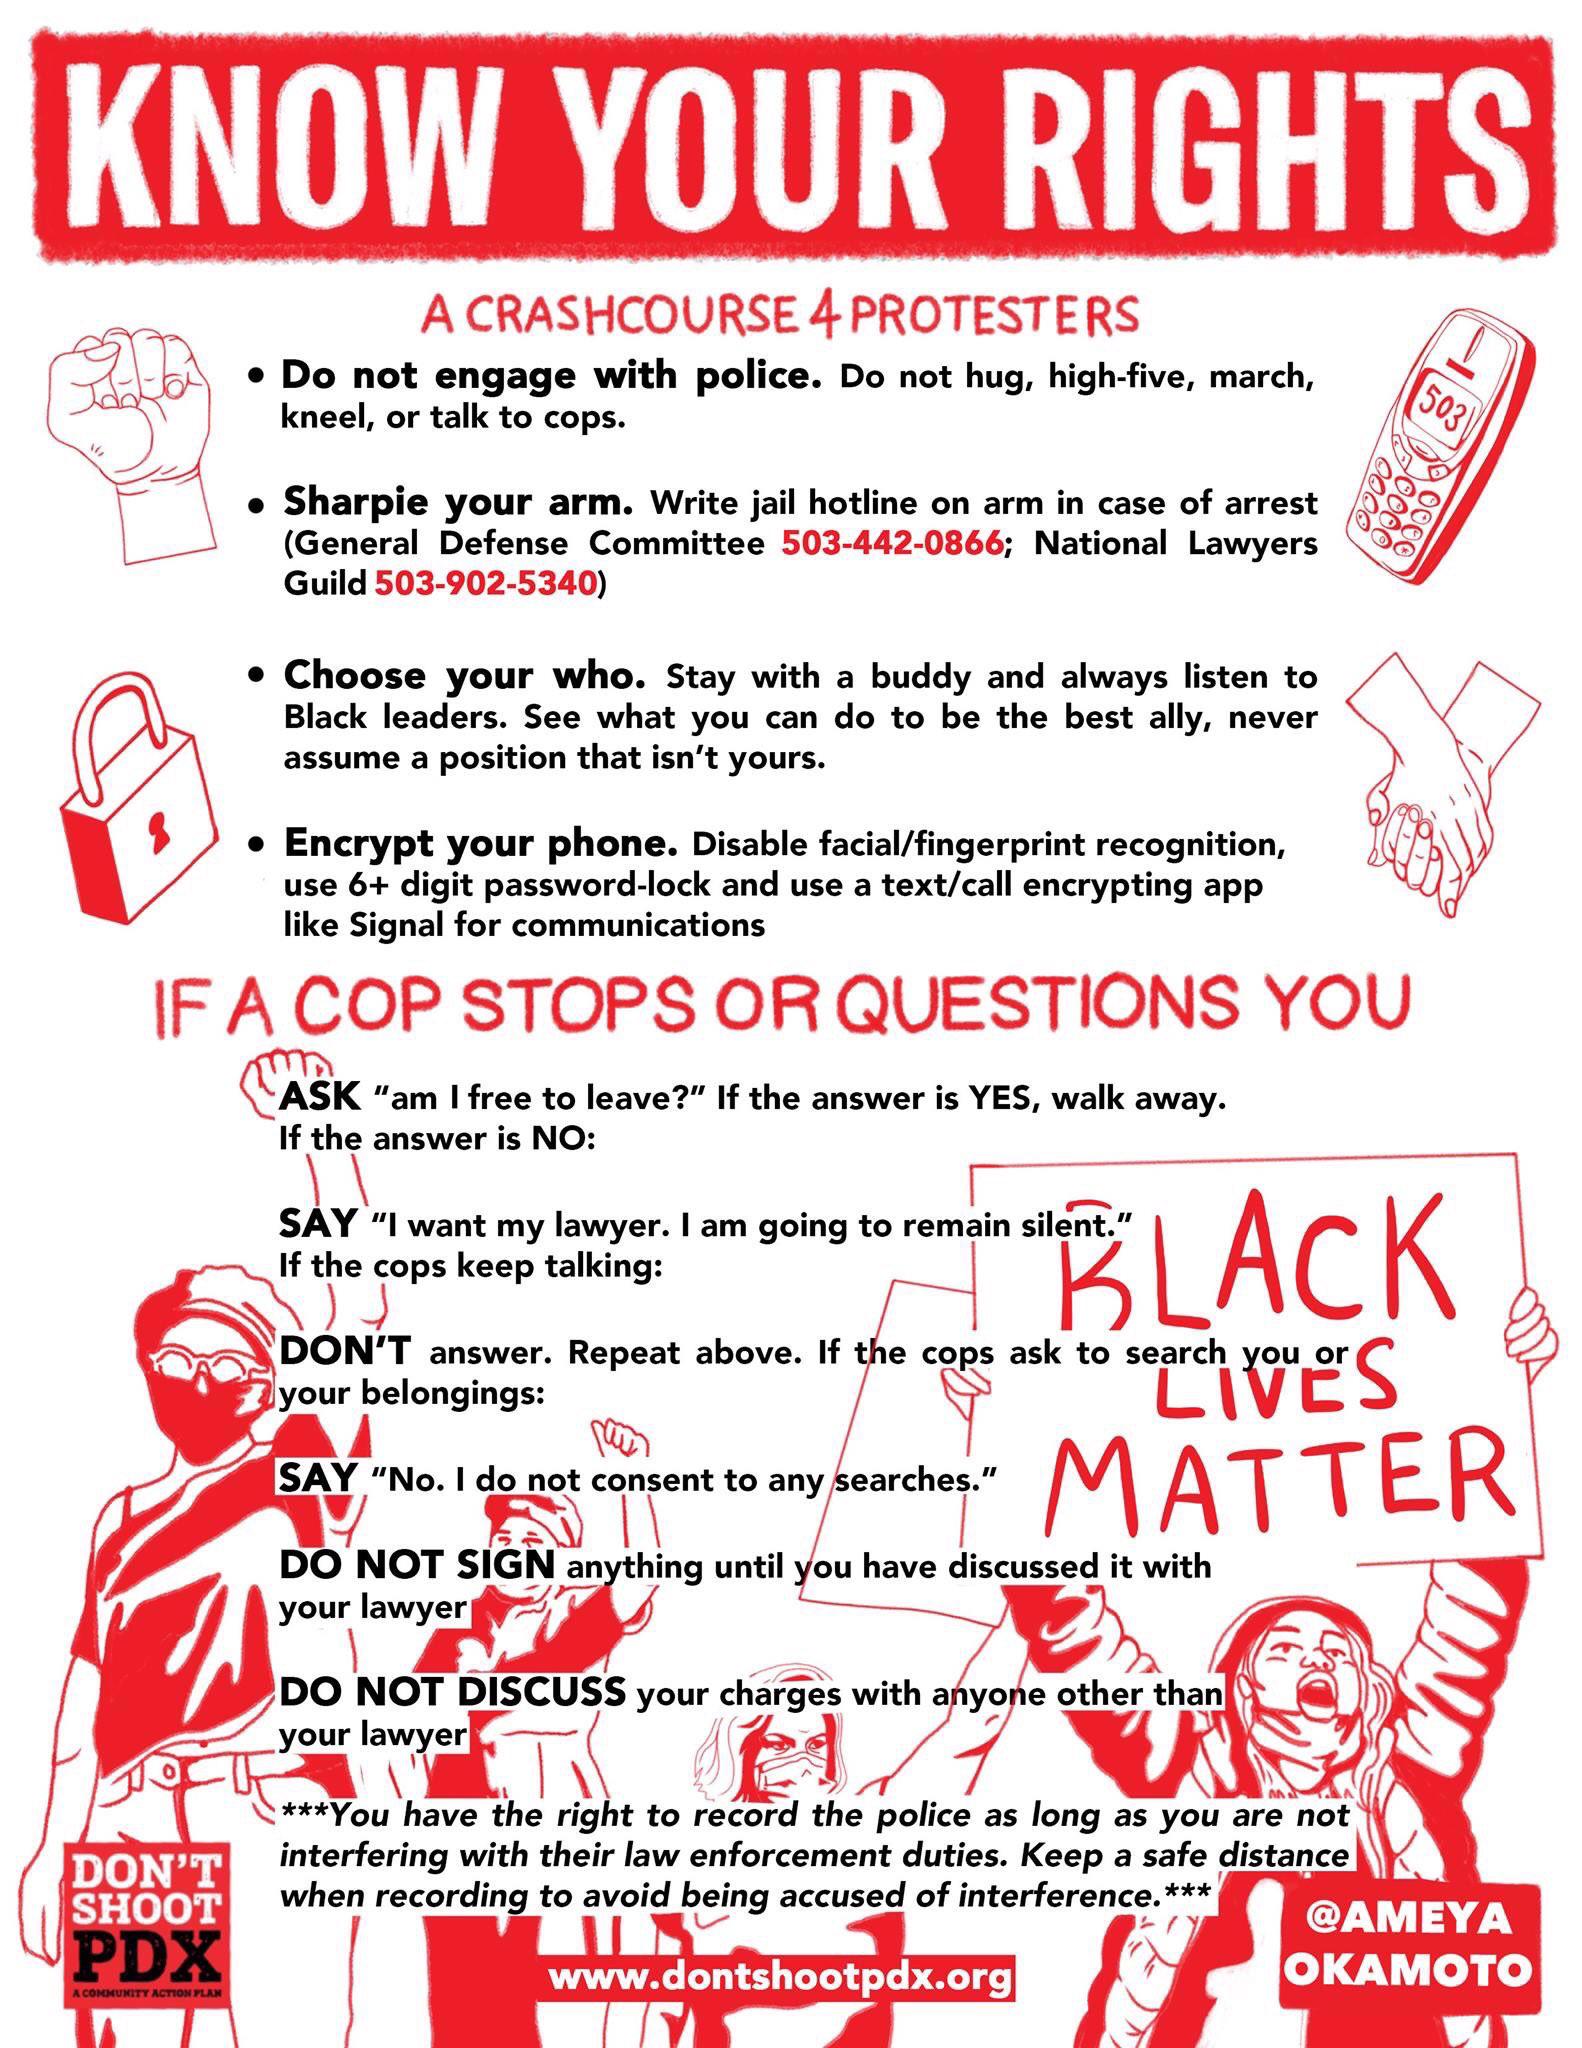 KNOW YOUR RIGHTS
A CRASHCOURSE 4 PROTESTERS
• Do not engage with police. Do not hug, high-five, march,
kneel, or talk to cops.
503
• Sharpie your arm. Write jail hotline on arm in case of arrest
(General Defense Committee 503-442-0866; National Lawyers
Guild 503-902-5340)
• Choose your who. Stay with a buddy and always listen to
Black leaders. See what you can do to be the best ally, never
assume a position that isn't yours.
• Encrypt your phone. Disable facial/fingerprint recognition,
use 6+ digit password-lock and use a text/call encrypting app
like Signal for communications
IF A COP STOPS OR QUESTIONS YOU
ASK “am I free to leave?” If the answer is YES, walk away.
If the answer is NO:
SAY “I want my lawyer. I am going to remain silent.”
If the cops keep talking:
DON'T answer. Repeat above. If the cops ask to search you or
your belongings:
SAY “No. I do not consent to any searches.”
DO NOT SIGN anything until you have discussed it with
your lawyer
DO NOT DISCUSS your charges with anyone other than
your lawyer
BLACK
LIVES
MATTER
***You have the right to record the police as long as you are not
interfering with their law enforcement duties. Keep a safe distance
when recording to avoid being accused of interference.***
DON'T
SHOOT
PDX
A COMMUNITY ACTION PLAN
www.dontshootpdx.org
@AMEYA
OKAMOTO